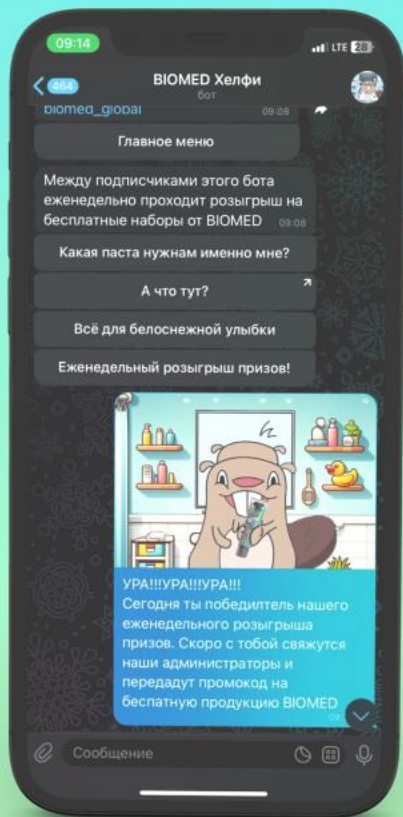 09:14
LTE 28
464
BIOMED Хелфи
бот
biomed_global
09:08
Главное меню
Между подписчиками этого бота
еженедельно проходит розыгрыш на
бесплатные наборы от BIOMED 09:08
Какая паста нужнам именно мне?
А что тут?
Всё для белоснежной улыбки
Еженедельный розыгрыш призов!
УРА!!!УРА!!!УРА!!!
Сегодня ты победилтель нашего
еженедельного розыгрыша
призов. Скоро с тобой свяжутся
наши администраторы и
передадут промокод на
беспатную продукцию BIOMED
Сообщение